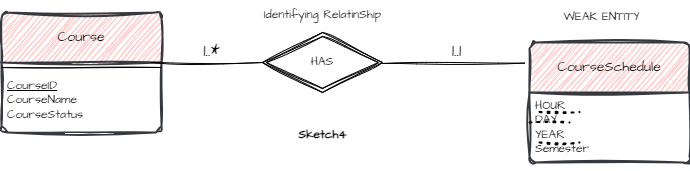 Identifying RelatinShip
WEAK ENTITY
Course
1..*
HAS
1..1
CourseSchedule
CourseID
CourseName
CourseStatus
HOUR
DAY
YEAR
Semester
Sketch4